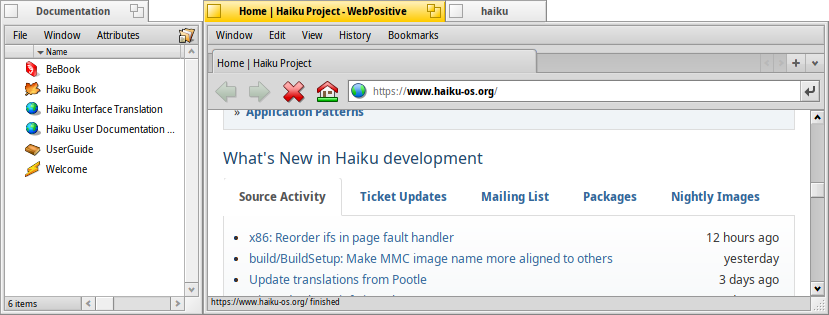 Documentation
File Window Attributes
Name
BeBook
Haiku Book
Haiku Interface Translation
Haiku User Documentation ...
UserGuide
Welcome
6 items
Home | Haiku Project - WebPositive
haiku
Window Edit View History Bookmarks
Home | Haiku Project
https://www.haiku-os.org/
» Application Patterns
What's New in Haiku development
Source Activity Ticket Updates Mailing List Packages Nightly Images
• x86: Reorder ifs in page fault handler 12 hours ago
• build/BuildSetup: Make MMC image name more aligned to others yesterday
• Update translations from Pootle 3 days ago
https://www.haiku-os.org/ finished